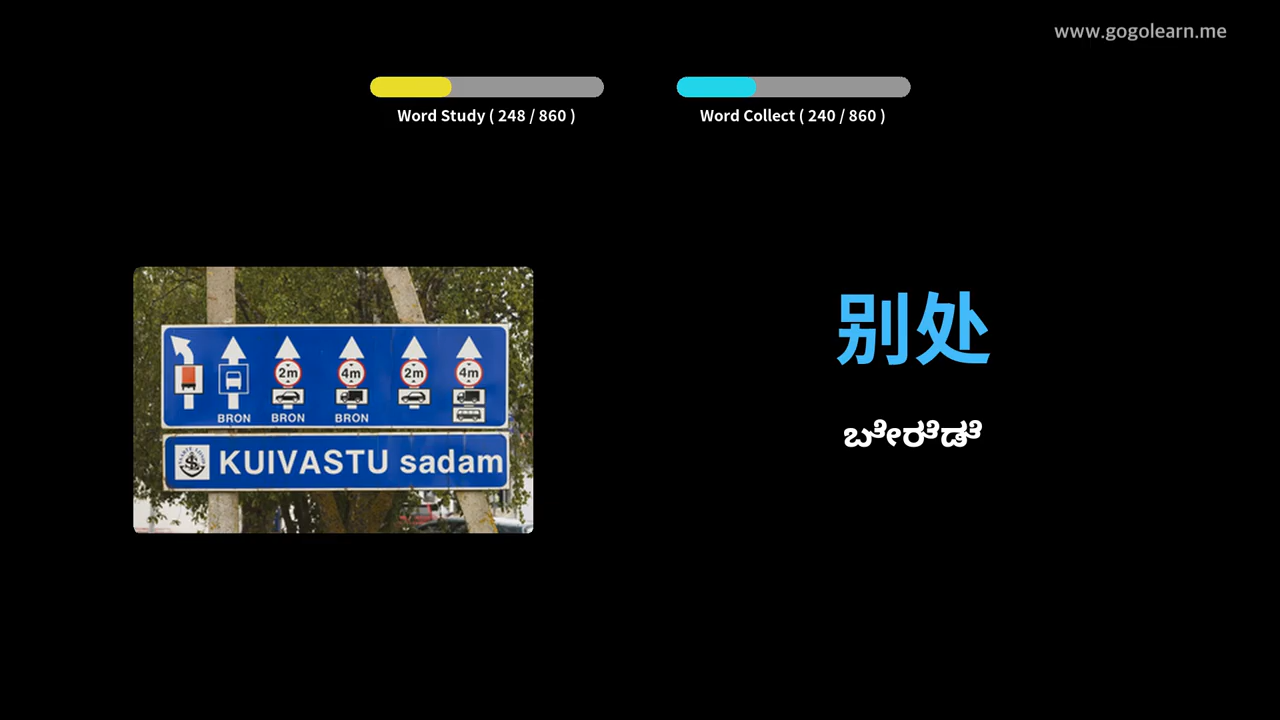 www.gogolearn.me
Word Study ( 248 / 860 )
Word Collect ( 240 / 860 )
2m 4m 2m 4m
BRON BRON BRON
KUIVASTU sadam
别处
ಬೇರೆಡೆ